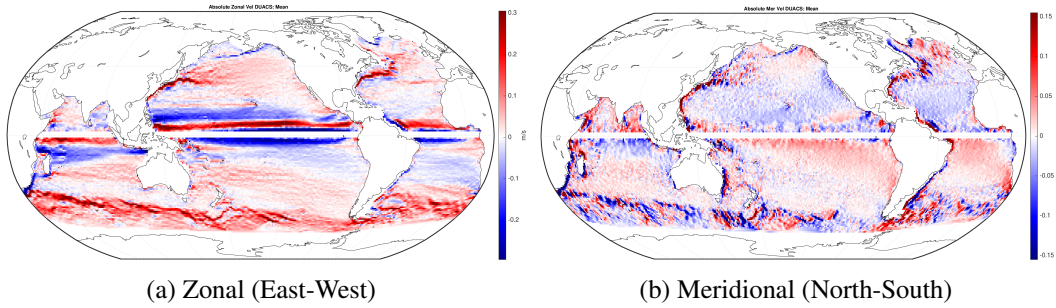 Absolute Zonal Vel DUACS: Mean
0.3
0.2
0.1
0
-0.1
-0.2
m/s
Absolute Mer Vel DUACS: Mean
0.15
0.1
0.05
0
-0.05
-0.1
-0.15
(a) Zonal (East-West)
(b) Meridional (North-South)